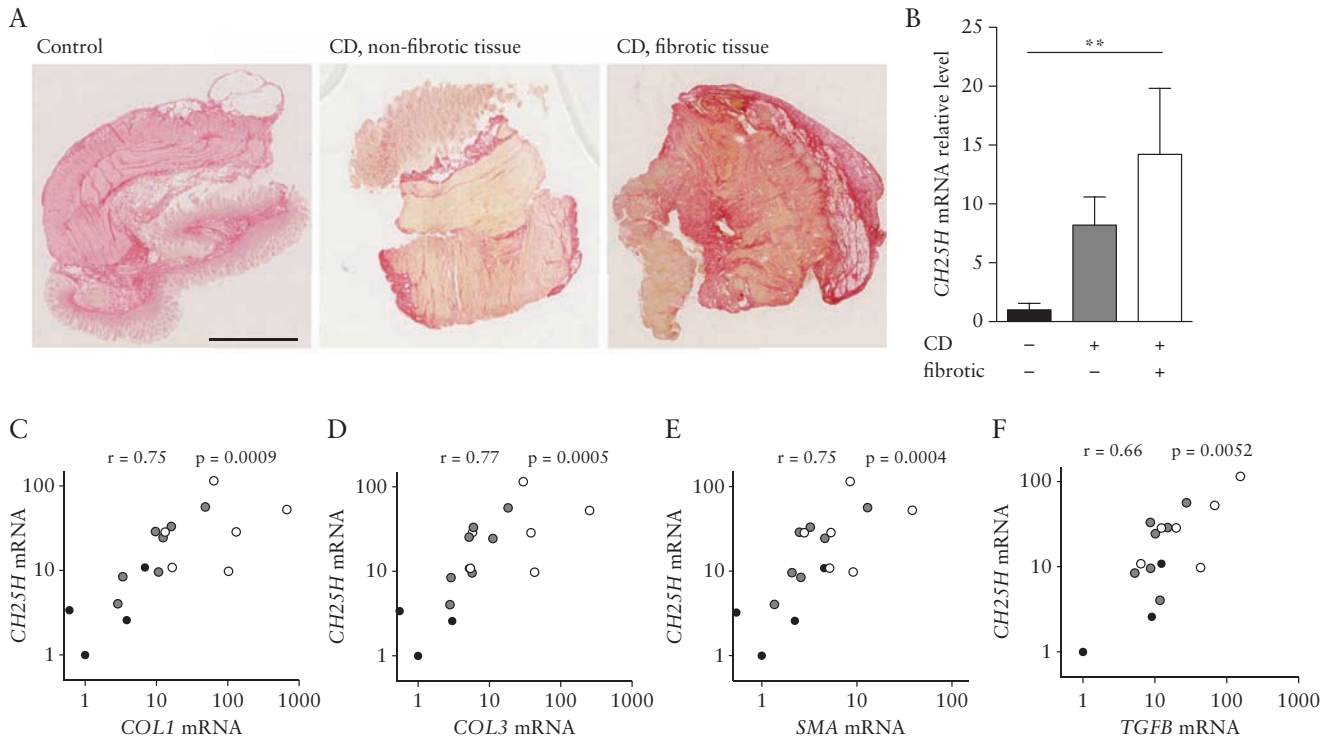 A
Control
CD, non-fibrotic tissue
CD, fibrotic tissue
B
CH25H mRNA relative level
25
20
15
10
5
0
**
CD – + +
fibrotic – – +
C
r = 0.75 p = 0.0009
CH25H mRNA
100
10
1
1 10 100 1000
COL1 mRNA
D
r = 0.77 p = 0.0005
CH25H mRNA
100
10
1
1 10 100 1000
COL3 mRNA
E
r = 0.75 p = 0.0004
CH25H mRNA
100
10
1
1 10 100
SMA mRNA
F
r = 0.66 p = 0.0052
CH25H mRNA
100
10
1
1 10 100 1000
TGFB mRNA